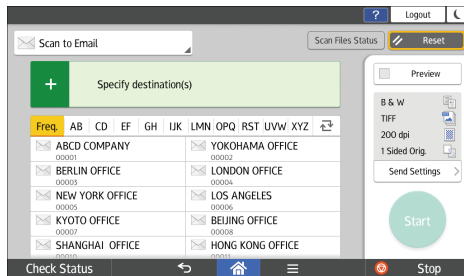 ? Logout
Scan to Email
Scan Files Status
Reset
+ Specify destination(s)
Preview
B & W
TIFF
200 dpi
1 Sided Orig.
Send Settings >
Start
Freq. AB CD EF GH IJK LMN OPQ RST UVW XYZ
ABCD COMPANY
00001
YOKOHAMA OFFICE
00002
BERLIN OFFICE
00003
LONDON OFFICE
00004
NEW YORK OFFICE
00005
LOS ANGELES
00006
KYOTO OFFICE
00007
BEIJING OFFICE
00008
SHANGHAI OFFICE
00010
HONG KONG OFFICE
00011
Check Status
Stop